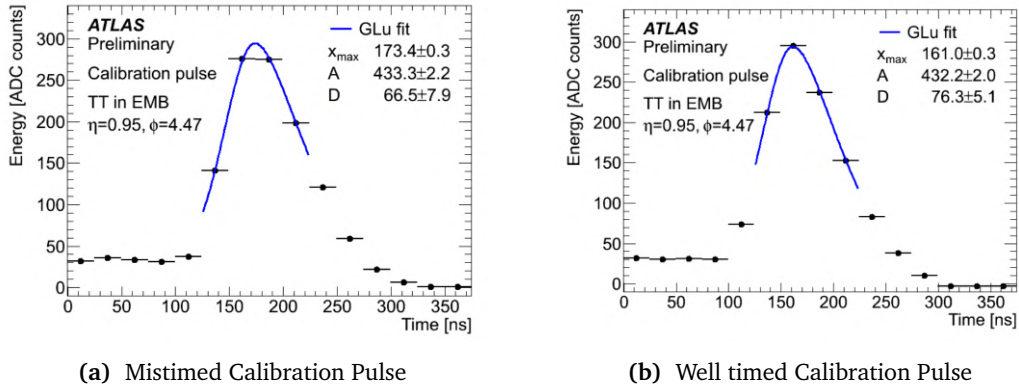 ATLAS
Preliminary
Calibration pulse
TT in EMB
η=0.95, ϕ=4.47
GLu fit
x_max 173.4±0.3
A 433.3±2.2
D 66.5±7.9
Energy [ADC counts]
300
250
200
150
100
50
0
0 50 100 150 200 250 300 350
Time [ns]
(a) Mistimed Calibration Pulse
ATLAS
Preliminary
Calibration pulse
TT in EMB
η=0.95, ϕ=4.47
GLu fit
x_max 161.0±0.3
A 432.2±2.0
D 76.3±5.1
Energy [ADC counts]
300
250
200
150
100
50
0
0 50 100 150 200 250 300 350
Time [ns]
(b) Well timed Calibration Pulse